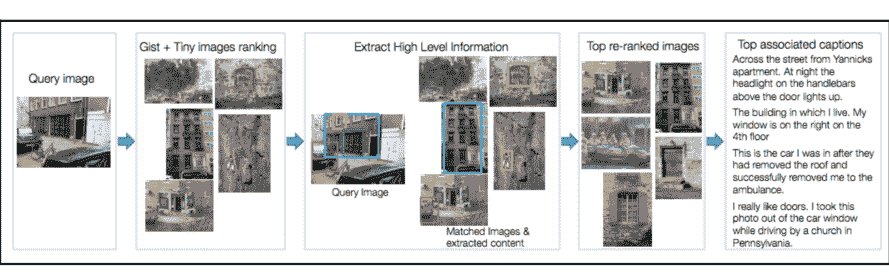 Query image
Gist + Tiny images ranking
Extract High Level Information
Query Image
Matched Images &
extracted content
Top re-ranked images
Top associated captions
Across the street from Yannicks
apartment. At night the
headlight on the handlebars
above the door lights up.
The building in which I live. My
window is on the right on the
4th floor
This is the car I was in after they
had removed the roof and
successfully removed me to the
ambulance.
I really like doors. I took this
photo out of the car window
while driving by a church in
Pennsylvania.